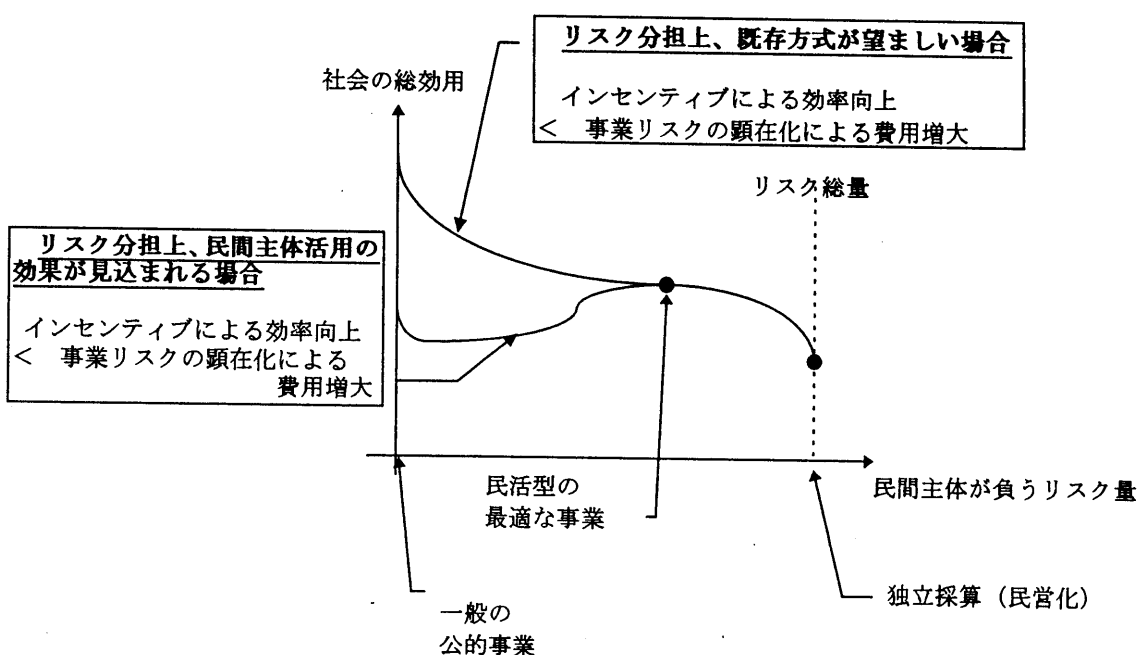 リスク分担上、既存方式が望ましい場合
インセンティブによる効率向上
< 事業リスクの顕在化による費用増大
社会の総効用
リスク総量
リスク分担上、民間主体活用の
効果が見込まれる場合
インセンティブによる効率向上
< 事業リスクの顕在化による
費用増大
民間主体が負うリスク量
民活型の
最適な事業
独立採算（民営化）
一般の
公的事業